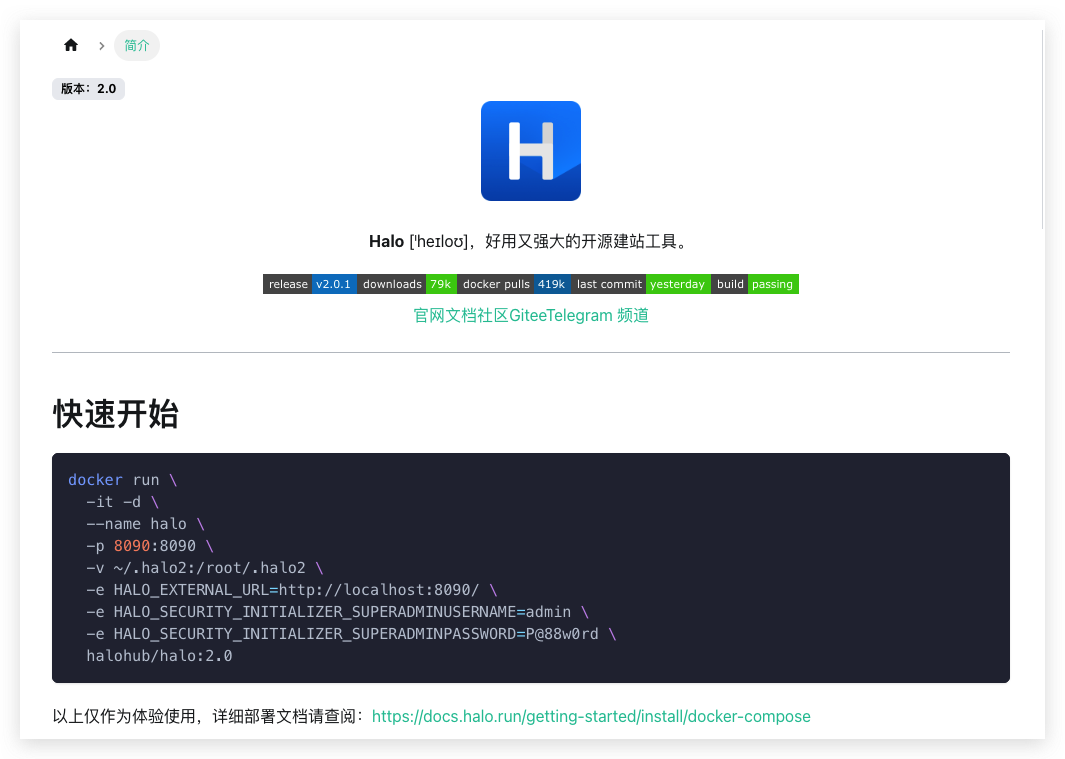 简介
版本：2.0
H
Halo ['heɪloʊ]，好用又强大的开源建站工具。
release v2.0.1 downloads 79k docker pulls 419k last commit yesterday build passing
官网文档社区GiteeTelegram 频道
快速开始
docker run \
-it -d \
--name halo \
-p 8090:8090 \
-v ~/.halo2:/root/.halo2 \
-e HALO_EXTERNAL_URL=http://localhost:8090/ \
-e HALO_SECURITY_INITIALIZER_SUPERADMINUSERNAME=admin \
-e HALO_SECURITY_INITIALIZER_SUPERADMINPASSWORD=P@88w0rd \
halohub/halo:2.0
以上仅作为体验使用，详细部署文档请查阅：https://docs.halo.run/getting-started/install/docker-compose